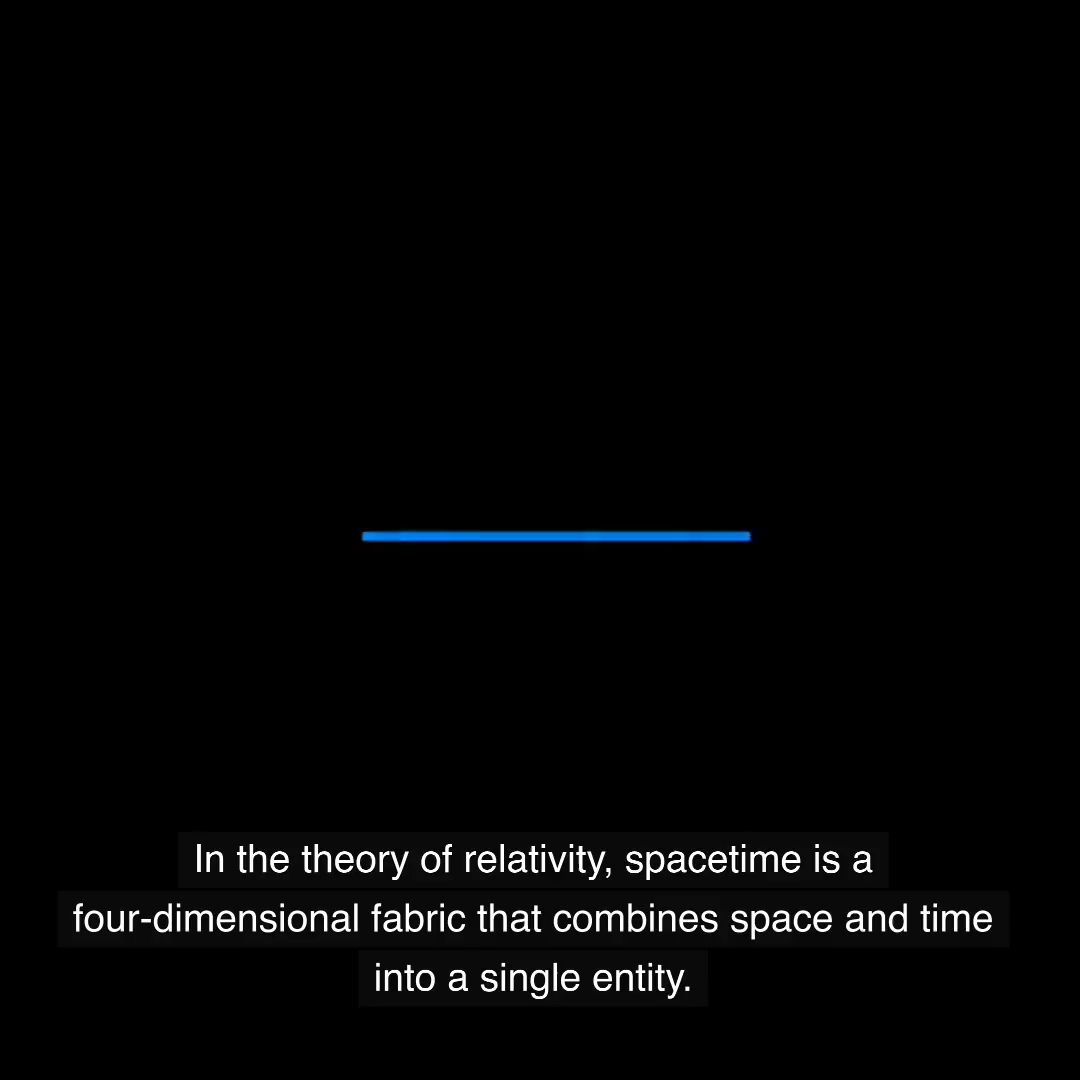 In the theory of relativity, spacetime is a
four-dimensional fabric that combines space and time
into a single entity.